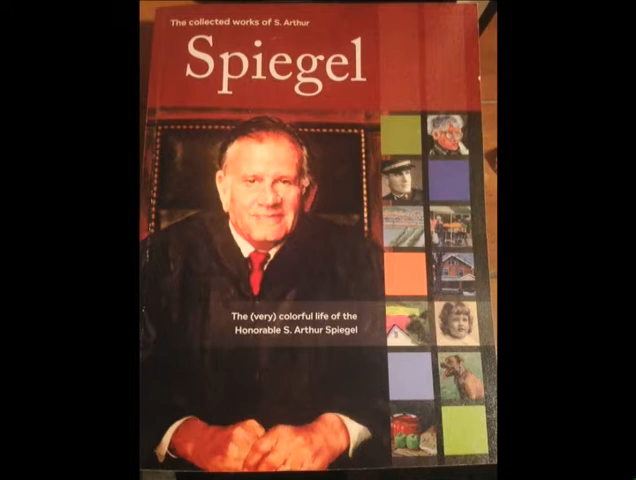 The collected works of S. Arthur
Spiegel
The (very) colorful life of the
Honorable S. Arthur Spiegel